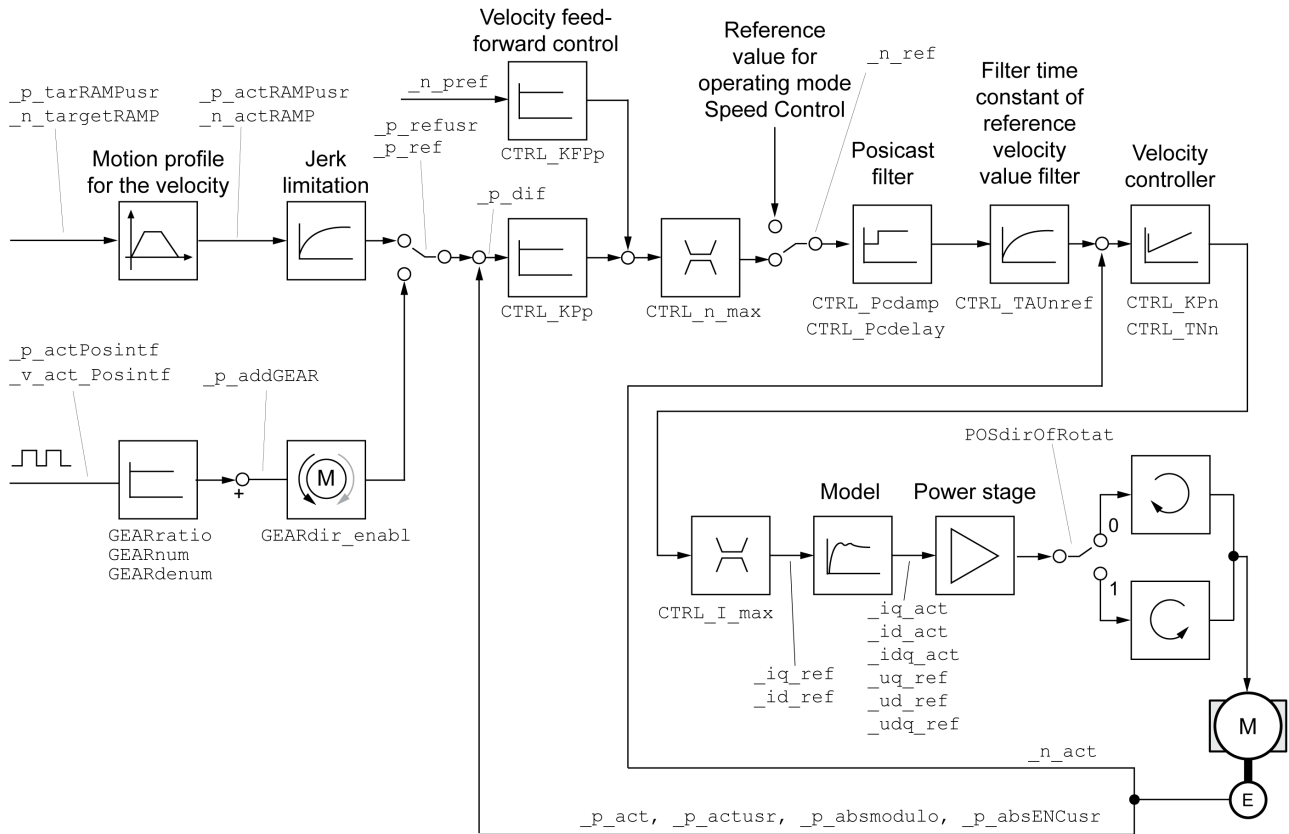 Velocity feed-
forward control
_n_pref
CTRL_KFPp
Reference
value for
operating mode
Speed Control
_n_ref
Filter time
constant of
reference
velocity
value filter
_p_tarRAMPusr
_n_targetRAMP
_p_actRAMPusr
_n_actRAMP
_p_refusr
_p_ref
Motion profile
for the velocity
Jerk
limitation
_p_dif
Posicast
filter
Velocity
controller
CTRL_KPp
CTRL_n_max
CTRL_Pcdamp
CTRL_Pcdelay
CTRL_TAUnref
CTRL_KPn
CTRL_TNn
_p_actPosintf
_v_act_Posintf
_p_addGEAR
+
M
GEARratio
GEARnum
GEARdenum
GEARdir_enabl
POSdirOfRotat
Model
Power stage
0
1
CTRL_I_max
_iq_ref
_id_ref
_iq_act
_id_act
_idq_act
_uq_ref
_ud_ref
_udq_ref
M
_n_act
E
_p_act, _p_actusr, _p_absmodulo, _p_absENCusr